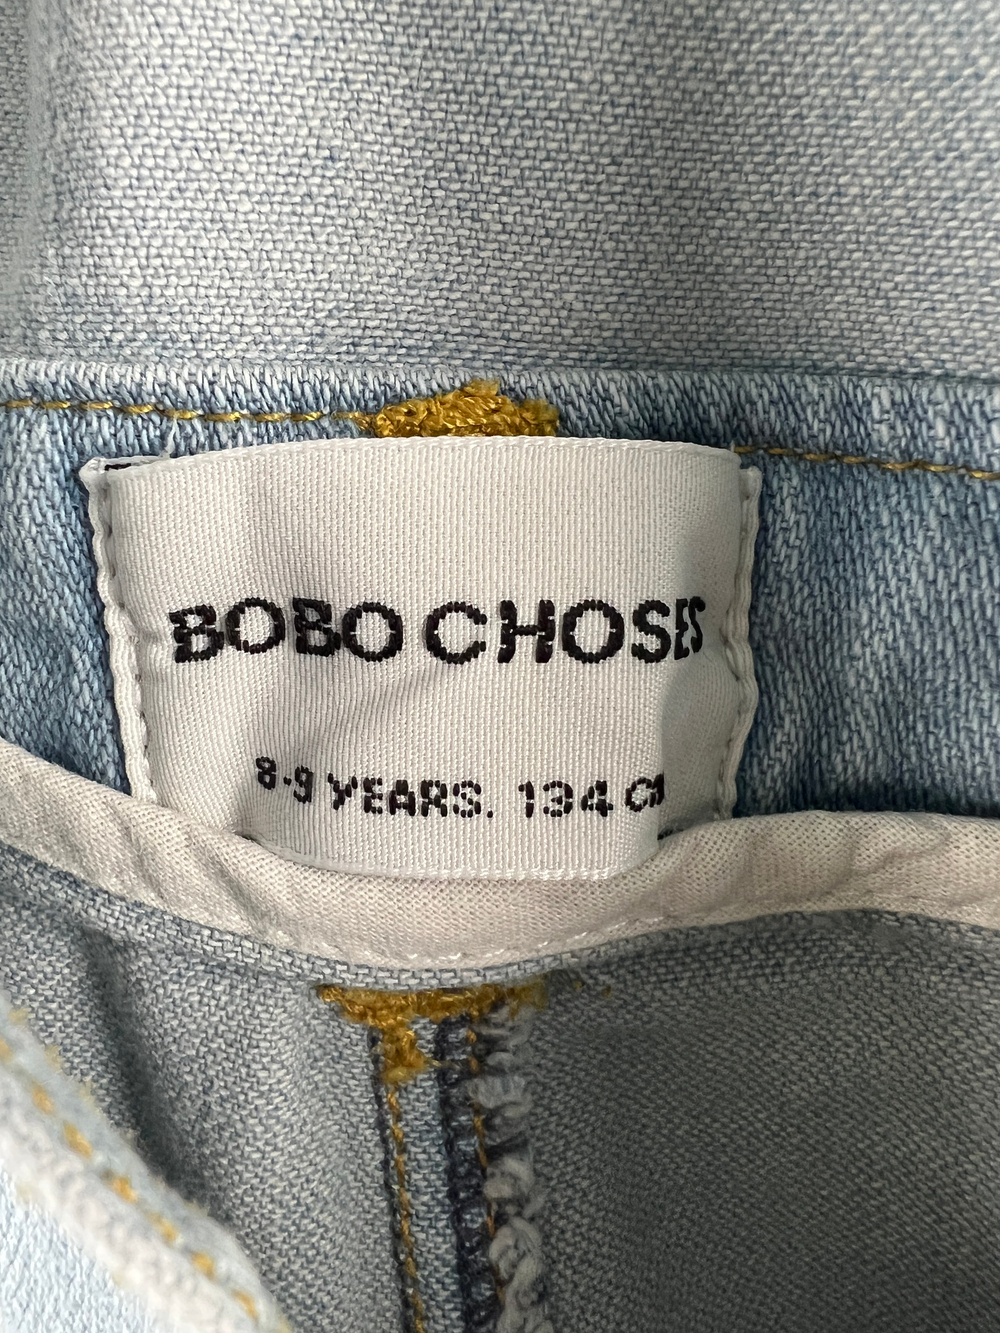 BOBO CHOSES
8-9 YEARS. 134 CM